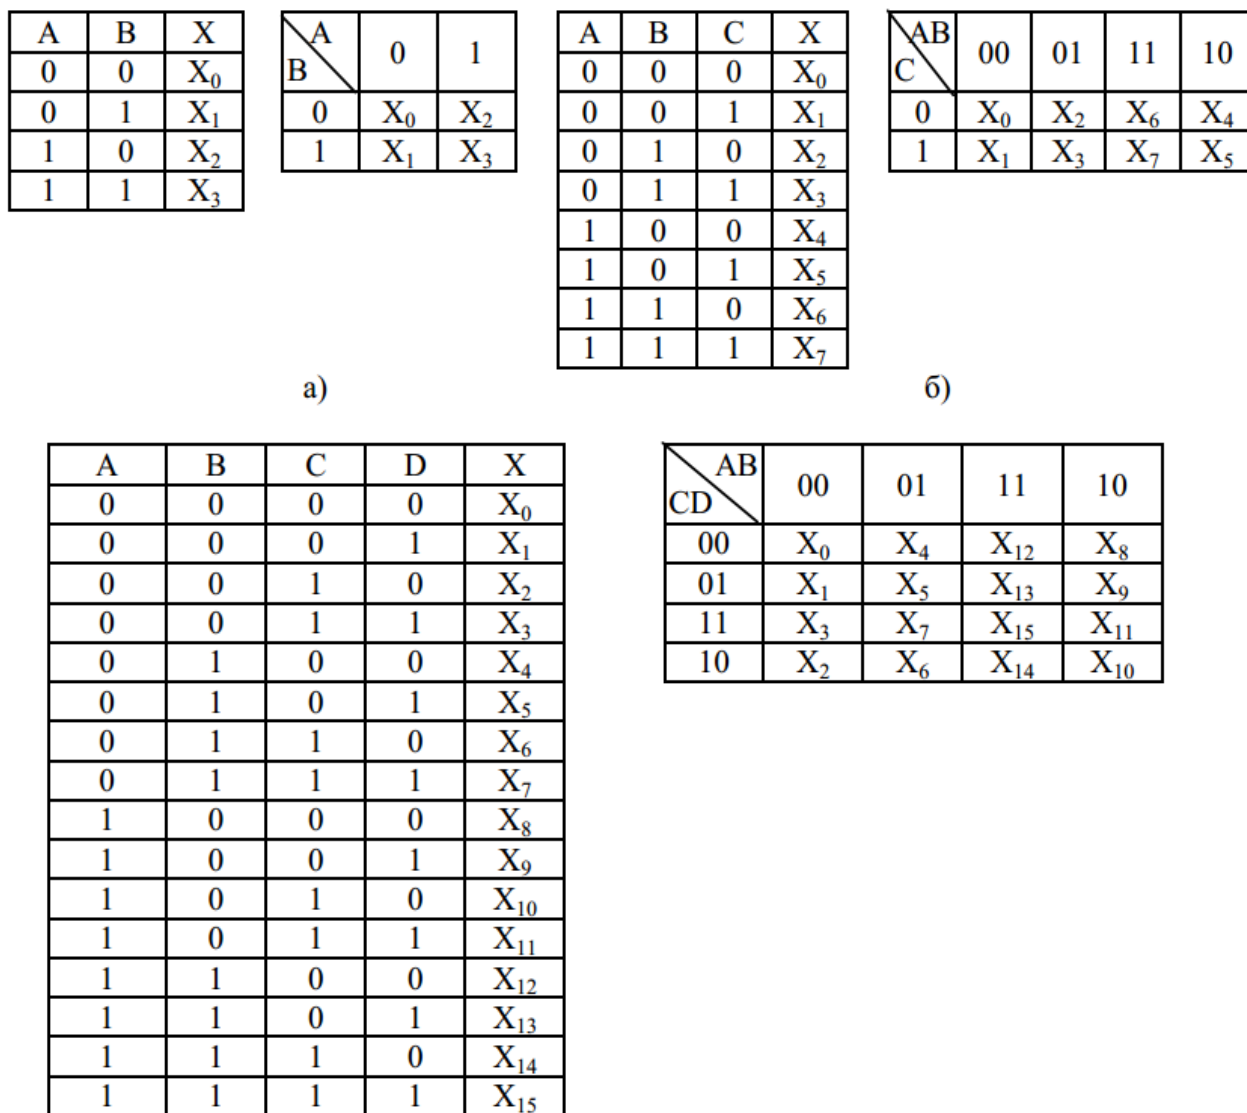 A B X
0 0 X₀
0 1 X₁
1 0 X₂
1 1 X₃
A
B 0 1
0 X₀ X₂
1 X₁ X₃
A B C X
0 0 0 X₀
0 0 1 X₁
0 1 0 X₂
0 1 1 X₃
1 0 0 X₄
1 0 1 X₅
1 1 0 X₆
1 1 1 X₇
AB
C 00 01 11 10
0 X₀ X₂ X₆ X₄
1 X₁ X₃ X₇ X₅
а) б)
A B C D X
0 0 0 0 X₀
0 0 0 1 X₁
0 0 1 0 X₂
0 0 1 1 X₃
0 1 0 0 X₄
0 1 0 1 X₅
0 1 1 0 X₆
0 1 1 1 X₇
1 0 0 0 X₈
1 0 0 1 X₉
1 0 1 0 X₁₀
1 0 1 1 X₁₁
1 1 0 0 X₁₂
1 1 0 1 X₁₃
1 1 1 0 X₁₄
1 1 1 1 X₁₅
AB
CD 00 01 11 10
00 X₀ X₄ X₁₂ X₈
01 X₁ X₅ X₁₃ X₉
11 X₃ X₇ X₁₅ X₁₁
10 X₂ X₆ X₁₄ X₁₀